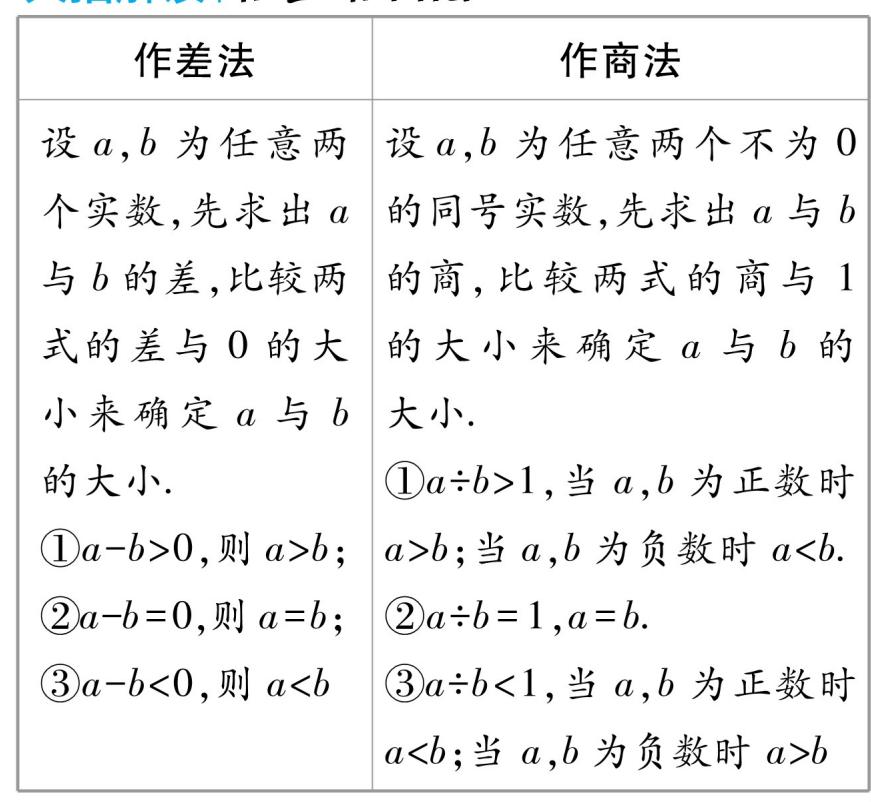 作差法
作商法
设 a,b 为任意两
个实数,先求出 a
与 b 的差,比较两
式的差与 0 的大
小来确定 a 与 b
的大小.
①a-b>0,则 a>b;
②a-b=0,则 a=b;
③a-b<0,则 a<b
设 a,b 为任意两个不为 0
的同号实数,先求出 a 与 b
的商,比较两式的商与 1
的大小来确定 a 与 b 的
大小.
①a÷b>1,当 a,b 为正数时
a>b;当 a,b 为负数时 a<b.
②a÷b=1,a=b.
③a÷b<1,当 a,b 为正数时
a<b;当 a,b 为负数时 a>b